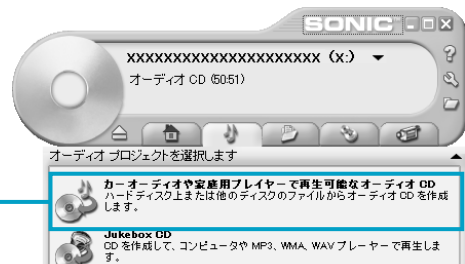 SONIC
XXXXXXXXXXXXXXXXXXXXX (X:)
オーディオ CD (50:51)
オーディオ プロジェクトを選択します
カーオーディオや家庭用プレイヤーで再生可能なオーディオ CD
ハードディスク上または他のディスクのファイルからオーディオ CD を作成
します。
Jukebox CD
CD を作成して、コンピュータや MP3、WMA、WAV プレーヤーで再生しま
す。